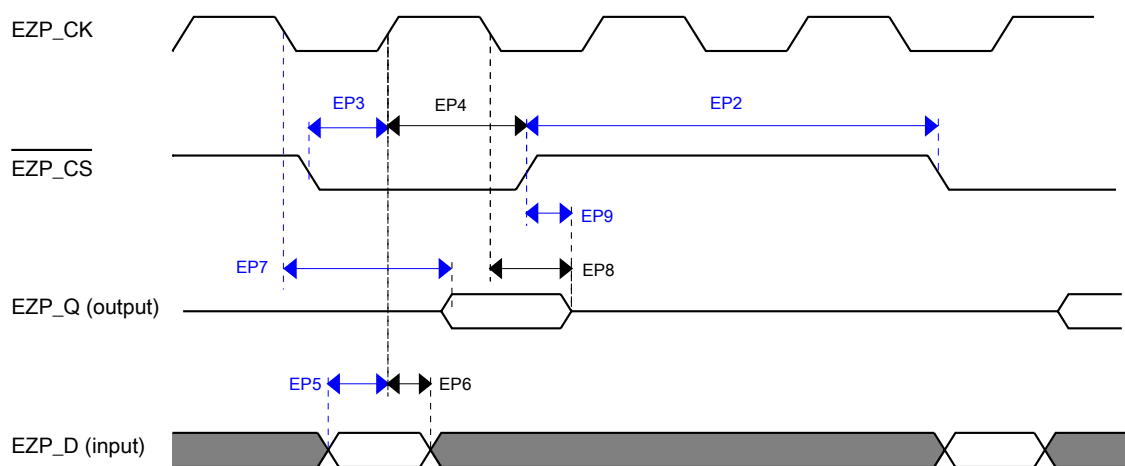 EZP_CK
EP3
EP4
EP2
EZP_CS
EP9
EP7
EP8
EZP_Q (output)
EP5
EP6
EZP_D (input)